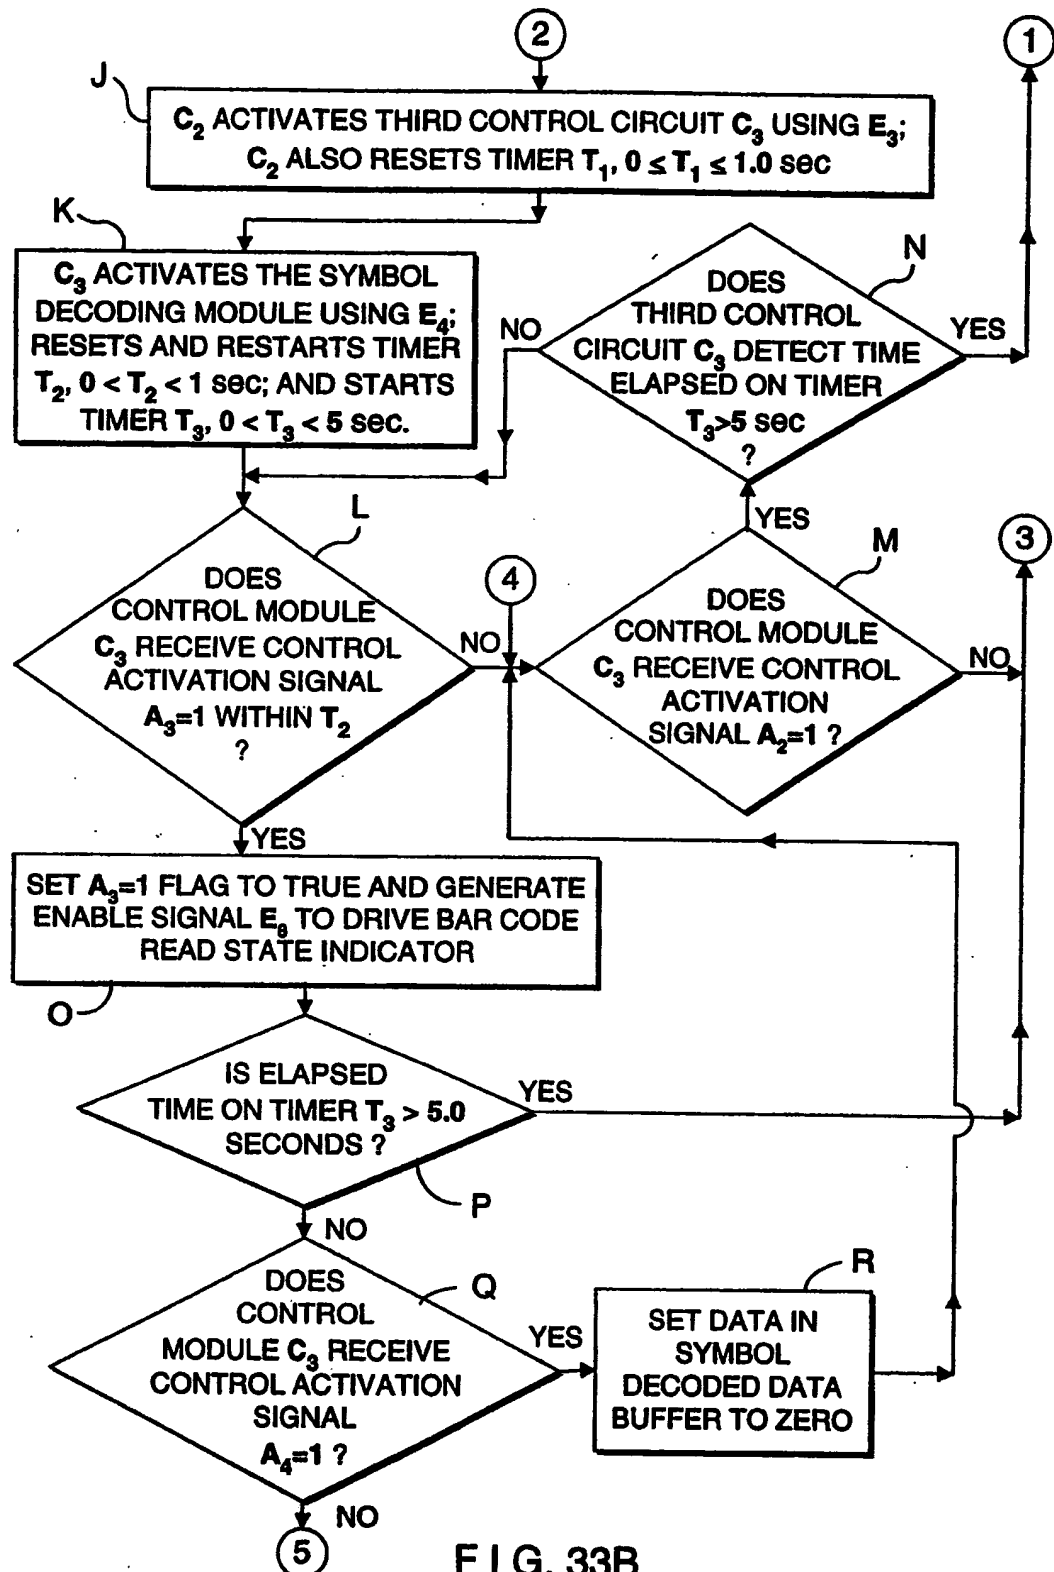 2
1
J
C₂ ACTIVATES THIRD CONTROL CIRCUIT C₃ USING E₃;
C₂ ALSO RESETS TIMER T₁, 0 ≤ T₁ ≤ 1.0 sec
K
C₃ ACTIVATES THE SYMBOL
DECODING MODULE USING E₄;
RESETS AND RESTARTS TIMER
T₂, 0 < T₂ < 1 sec; AND STARTS
TIMER T₃, 0 < T₃ < 5 sec.
N
DOES
THIRD CONTROL
CIRCUIT C₃ DETECT TIME
ELAPSED ON TIMER
T₃>5 sec
?
NO
YES
L
DOES
CONTROL MODULE
C₃ RECEIVE CONTROL
ACTIVATION SIGNAL
A₃=1 WITHIN T₂
?
NO
YES
4
YES
M
3
DOES
CONTROL MODULE
C₃ RECEIVE CONTROL
ACTIVATION
SIGNAL A₂=1 ?
NO
SET A₃=1 FLAG TO TRUE AND GENERATE
ENABLE SIGNAL E₆ TO DRIVE BAR CODE
READ STATE INDICATOR
O
IS ELAPSED
TIME ON TIMER T₃ > 5.0
SECONDS ?
YES
P
NO
DOES
CONTROL
MODULE C₃ RECEIVE
CONTROL ACTIVATION
SIGNAL
A₄=1 ?
Q
YES
R
SET DATA IN
SYMBOL
DECODED DATA
BUFFER TO ZERO
NO
5
FIG. 33B